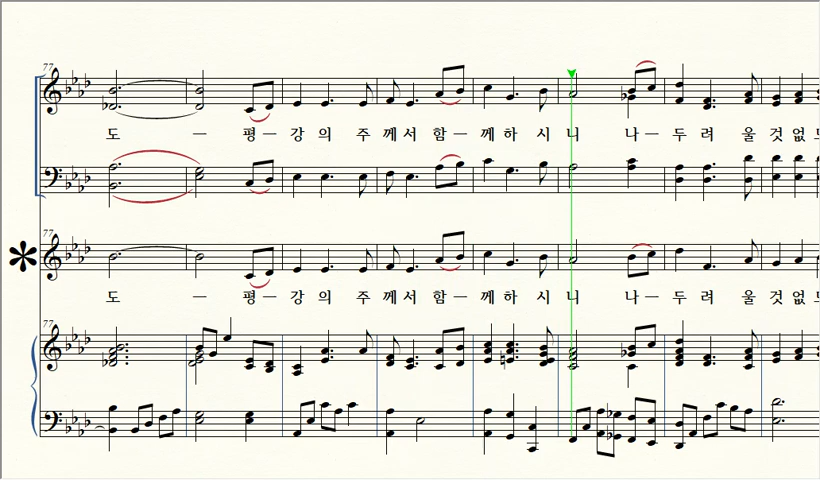 77
도 — 평 — 강 의 주 께 서 함 — 께 하 시 니 나 — 두 려 울 것 없
77
도 — 평 — 강 의 주 께 서 함 — 께 하 시 니 나 — 두 려 울 것 없
77